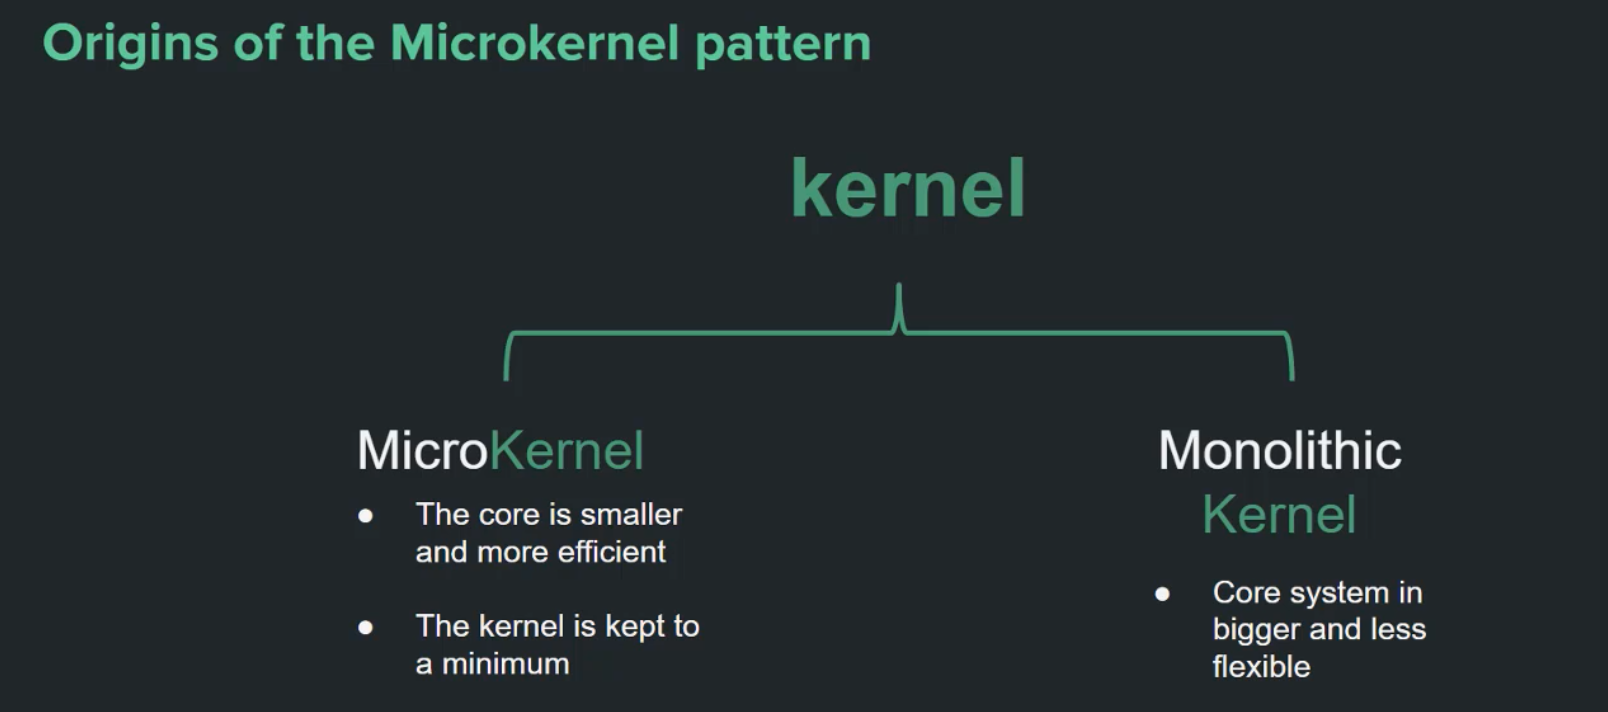 Origins of the Microkernel pattern
kernel
MicroKernel
● The core is smaller
and more efficient
● The kernel is kept to
a minimum
Monolithic
Kernel
● Core system in
bigger and less
flexible